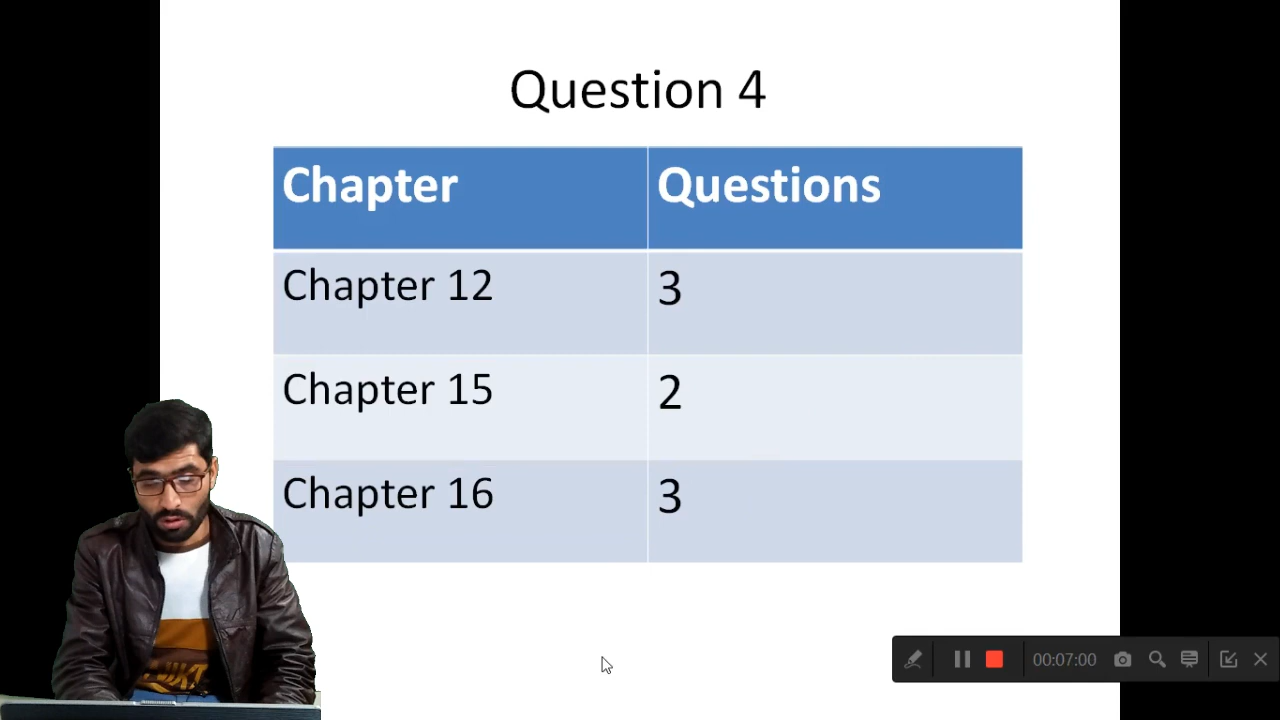 Question 4
Chapter Questions
Chapter 12 3
Chapter 15 2
Chapter 16 3
00:07:00